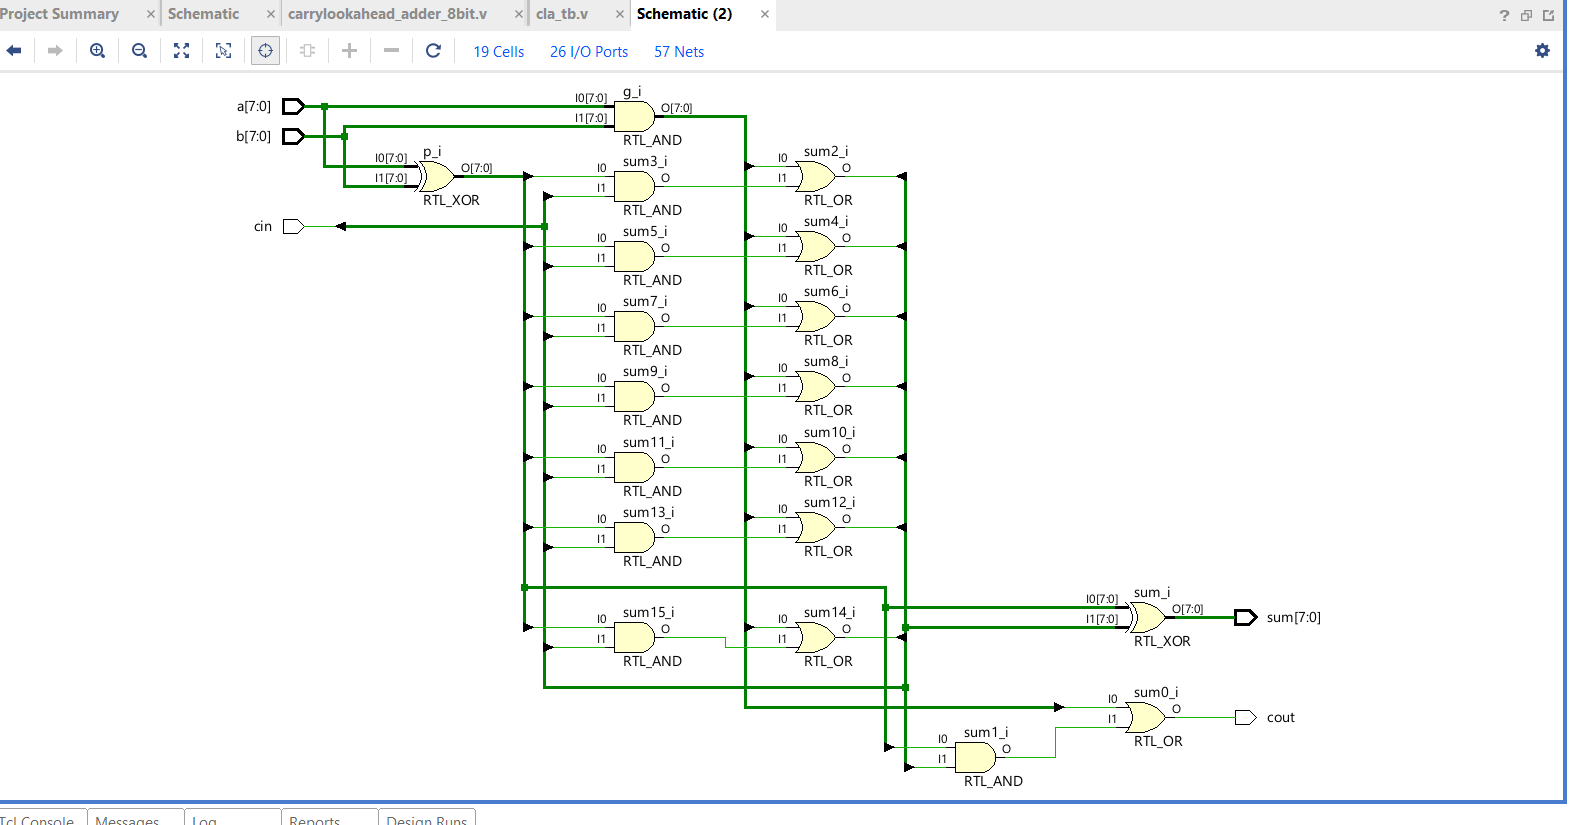 Project Summary × Schematic × carrylookahead_adder_8bit.v × cla_tb.v × Schematic (2) × ?
19 Cells 26 I/O Ports 57 Nets
a[7:0] I0[7:0] g_i O[7:0]
b[7:0] I1[7:0] RTL_AND
I0[7:0] p_i O[7:0]
I1[7:0] RTL_XOR
cin
I0 sum3_i O
I1 RTL_AND
I0 sum2_i O
I1 RTL_OR
I0 sum5_i O
I1 RTL_AND
I0 sum4_i O
I1 RTL_OR
I0 sum7_i O
I1 RTL_AND
I0 sum6_i O
I1 RTL_OR
I0 sum9_i O
I1 RTL_AND
I0 sum8_i O
I1 RTL_OR
I0 sum11_i O
I1 RTL_AND
I0 sum10_i O
I1 RTL_OR
I0 sum13_i O
I1 RTL_AND
I0 sum12_i O
I1 RTL_OR
I0 sum15_i O
I1 RTL_AND
I0 sum14_i O
I1 RTL_OR
I0[7:0] sum_i O[7:0] sum[7:0]
I1[7:0] RTL_XOR
I0 sum0_i O cout
I1 RTL_OR
I0 sum1_i O
I1 RTL_AND
Tcl Console Messages Log Reports Design Runs